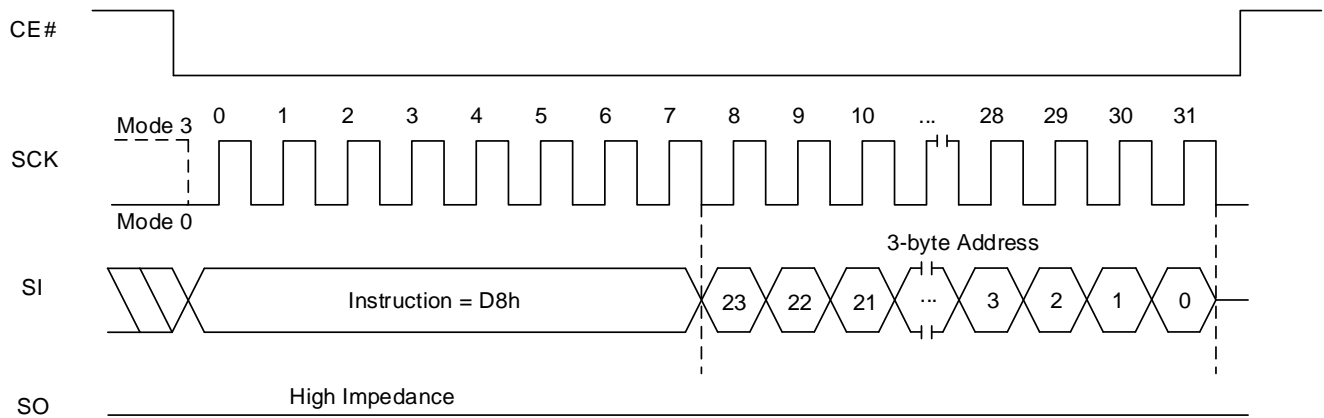 CE#
0 1 2 3 4 5 6 7 8 9 10 ... 28 29 30 31
Mode 3
SCK
Mode 0
3-byte Address
SI
Instruction = D8h 23 22 21 ... 3 2 1 0
High Impedance
SO